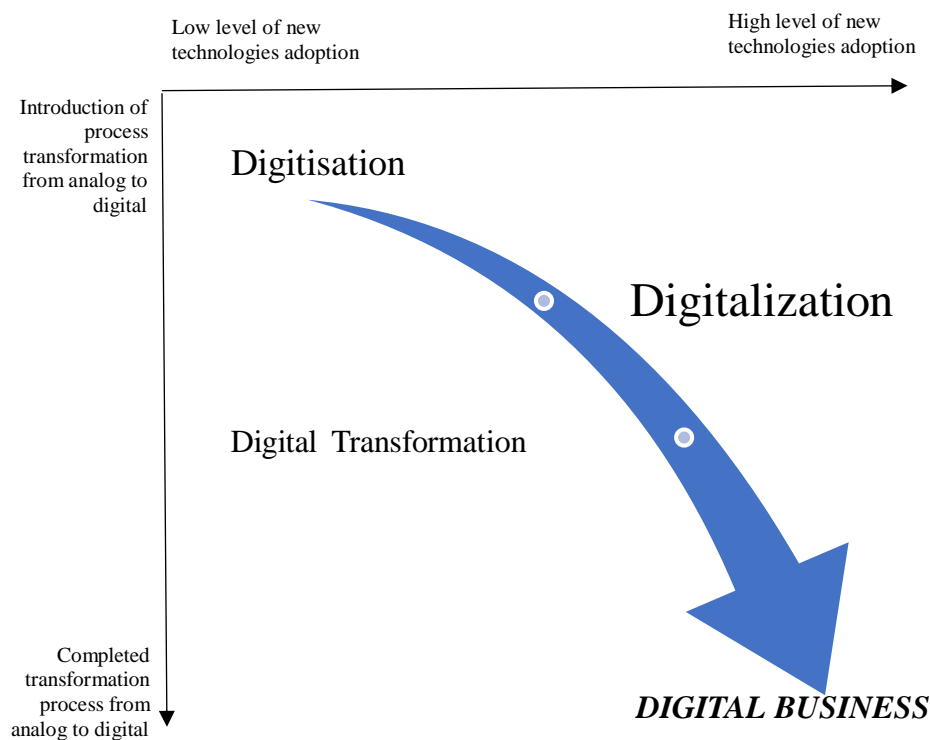 Low level of new
technologies adoption
High level of new
technologies adoption
Introduction of
process
transformation
from analog to
digital
Digitisation
Digitalization
Digital Transformation
Completed
transformation
process from
analog to digital
DIGITAL BUSINESS